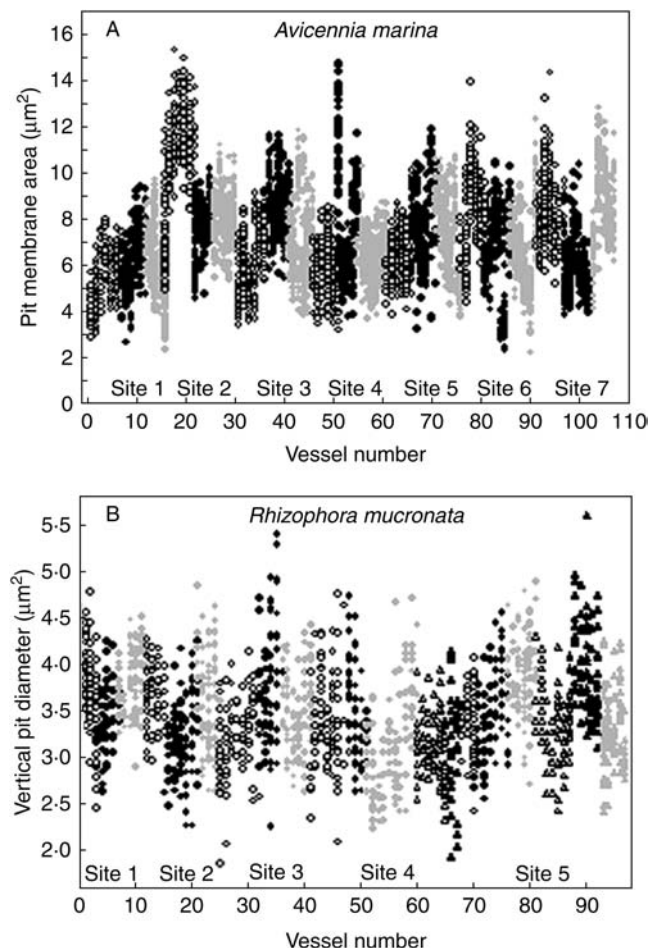 A
Avicennia marina
Pit membrane area (μm²)
16
14
12
10
8
6
4
2
0
Site 1 Site 2 Site 3 Site 4 Site 5 Site 6 Site 7
0 10 20 30 40 50 60 70 80 90 100 110
Vessel number
B
Rhizophora mucronata
Vertical pit diameter (μm²)
5·5
5·0
4·5
4·0
3·5
3·0
2·5
2·0
Site 1 Site 2 Site 3 Site 4 Site 5
0 10 20 30 40 50 60 70 80 90
Vessel number